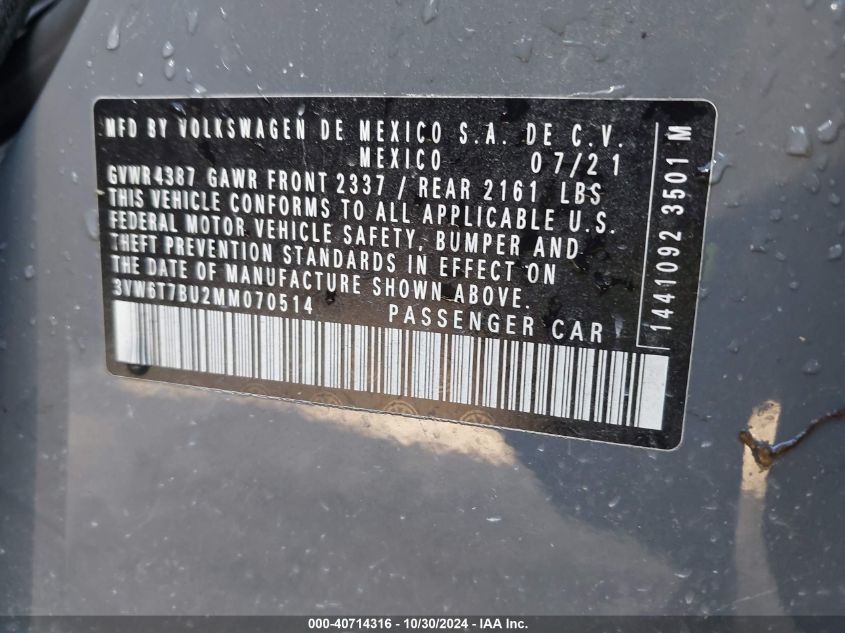 MFD BY VOLKSWAGEN DE MEXICO S.A. DE C.V.
MEXICO 07/21
GVWR 4387 GAWR FRONT 2337 / REAR 2161 LBS
THIS VEHICLE CONFORMS TO ALL APPLICABLE U.S.
FEDERAL MOTOR VEHICLE SAFETY, BUMPER AND
THEFT PREVENTION STANDARDS IN EFFECT ON
THE DATE OF MANUFACTURE SHOWN ABOVE.
3VW6T7BU2MM070514 PASSENGER CAR
1441092 3501 M
000-40714316 - 10/30/2024 - IAA Inc.